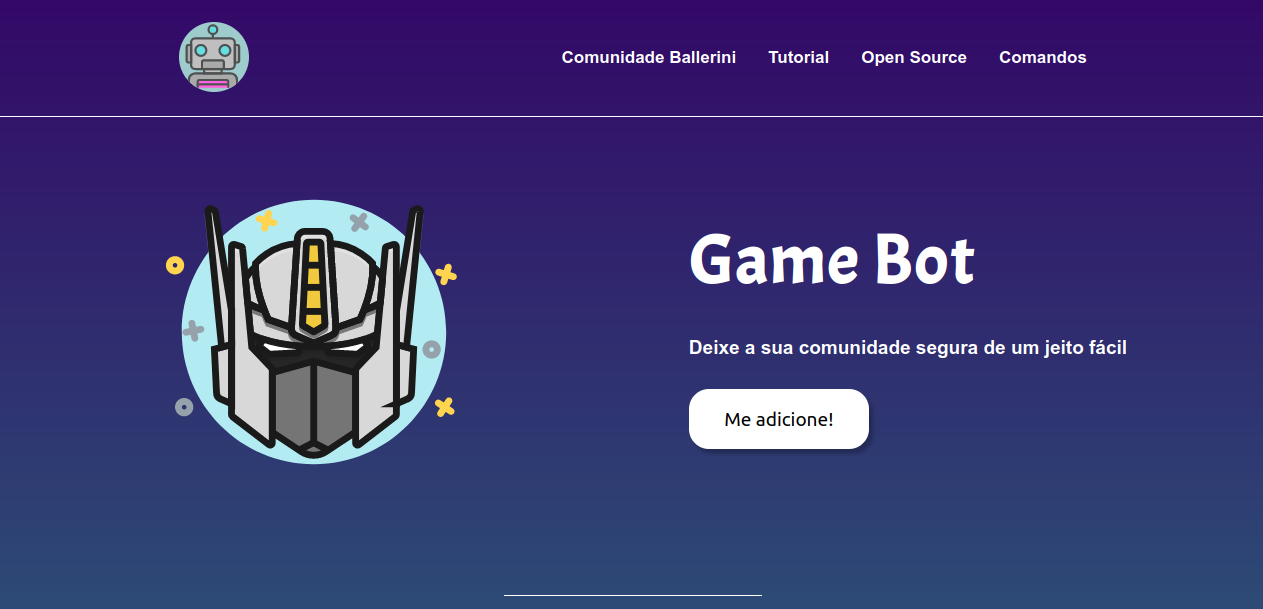 Comunidade Ballerini Tutorial Open Source Comandos
Game Bot
Deixe a sua comunidade segura de um jeito fácil
Me adicione!